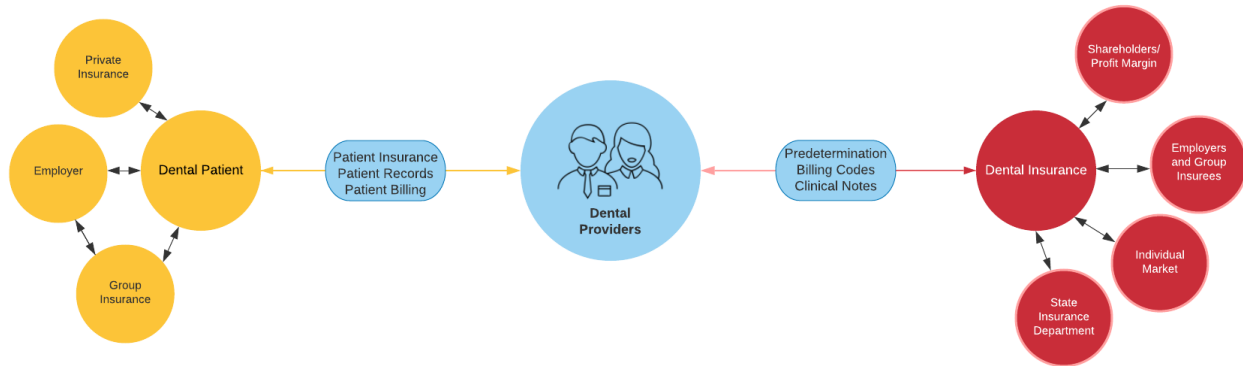 Private
Insurance
Employer
Dental Patient
Group
Insurance
Patient Insurance
Patient Records
Patient Billing
Dental
Providers
Predetermination
Billing Codes
Clinical Notes
Dental Insurance
Shareholders/
Profit Margin
Employers
and Group
Insurees
Individual
Market
State
Insurance
Department